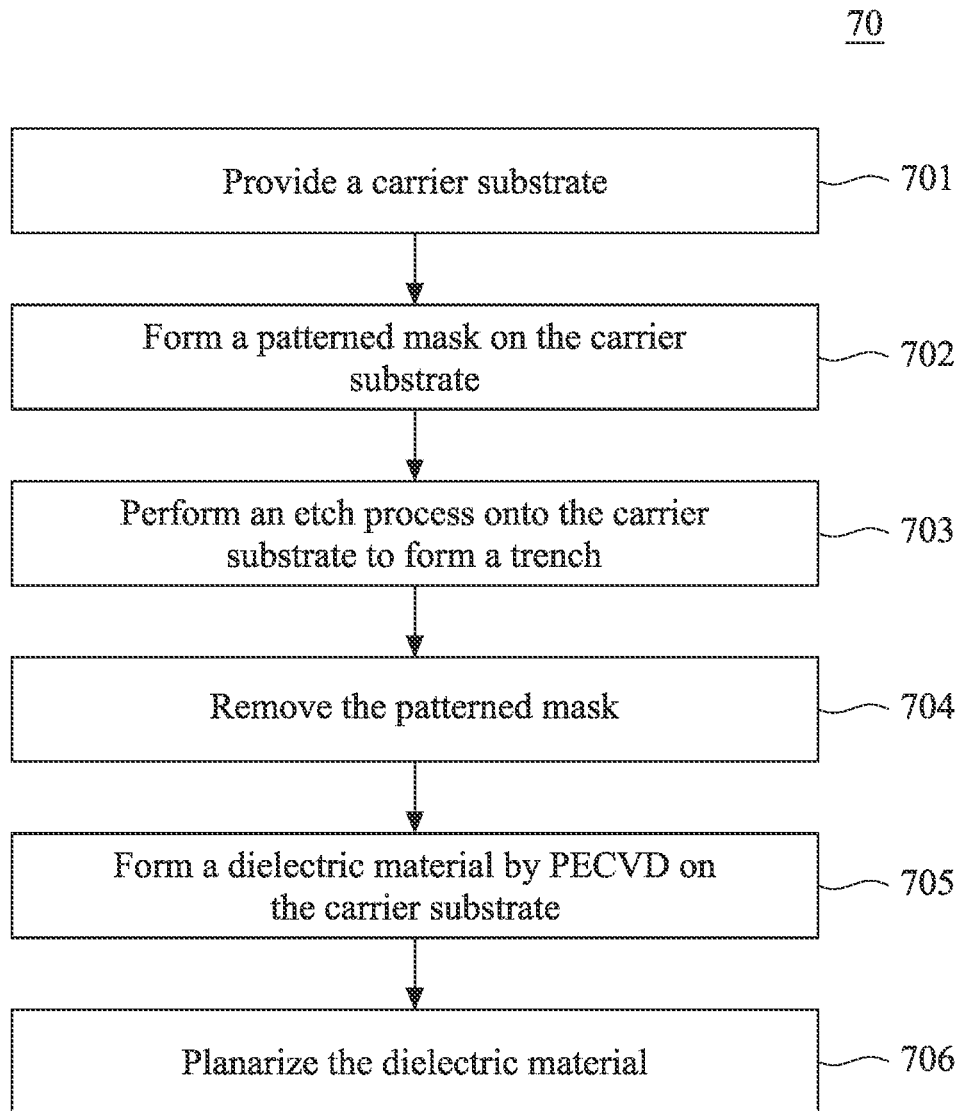 70
Provide a carrier substrate
701
Form a patterned mask on the carrier
substrate
702
Perform an etch process onto the carrier
substrate to form a trench
703
Remove the patterned mask
704
Form a dielectric material by PECVD on
the carrier substrate
705
Planarize the dielectric material
706